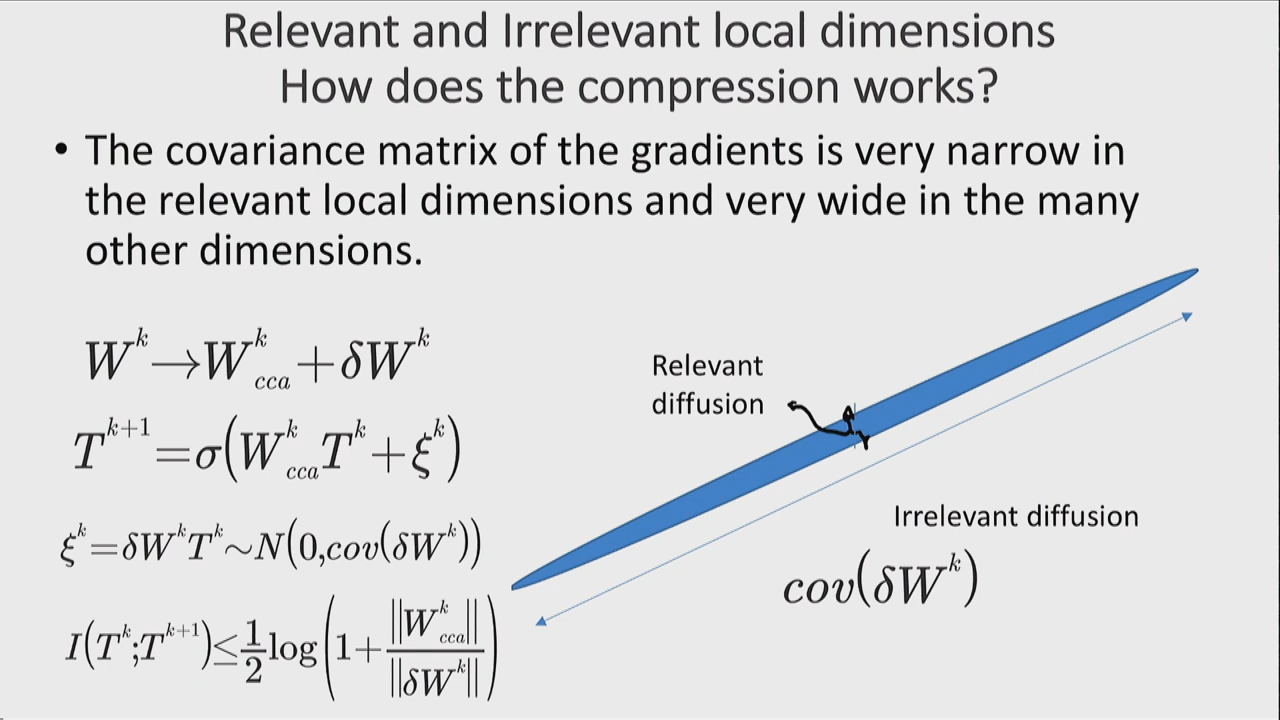 Relevant and Irrelevant local dimensions
How does the compression works?
• The covariance matrix of the gradients is very narrow in
the relevant local dimensions and very wide in the many
other dimensions.
W^k → W^k_cca + δW^k
T^{k+1} = σ(W^k_cca T^k + ξ^k)
ξ^k = δW^k T^k ~ N(0,cov(δW^k))
I(T^k;T^{k+1}) ≤ 1/2 log(1 + ||W^k_cca|| / ||δW^k||)
Relevant
diffusion
Irrelevant diffusion
cov(δW^k)